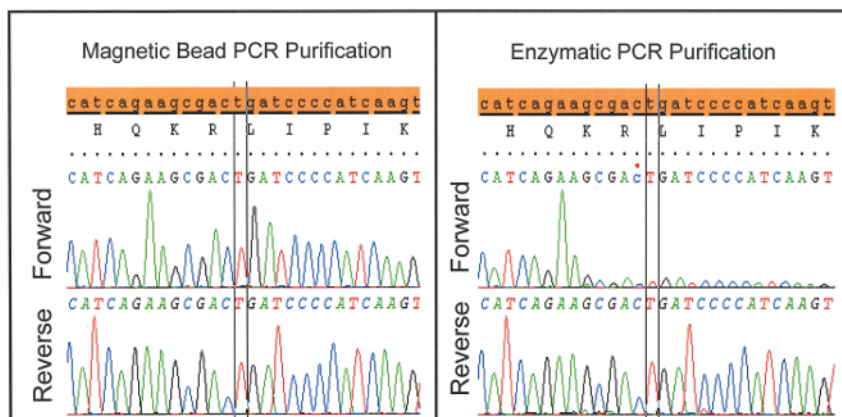 Magnetic Bead PCR Purification
catcagaagcgactgatccccatcaagt
H Q K R L I P I K
CATCAGAAGCGACTGATCCCCATCAAGT
Forward
CATCAGAAGCGACTGATCCCCATCAAGT
Reverse
Enzymatic PCR Purification
catcagaagcgactgatccccatcaagt
H Q K R L I P I K
CATCAGAAGCGAcTGATCCCCATCAAGT
Forward
CATCAGAAGCGACTGATCCCCATCAAGT
Reverse